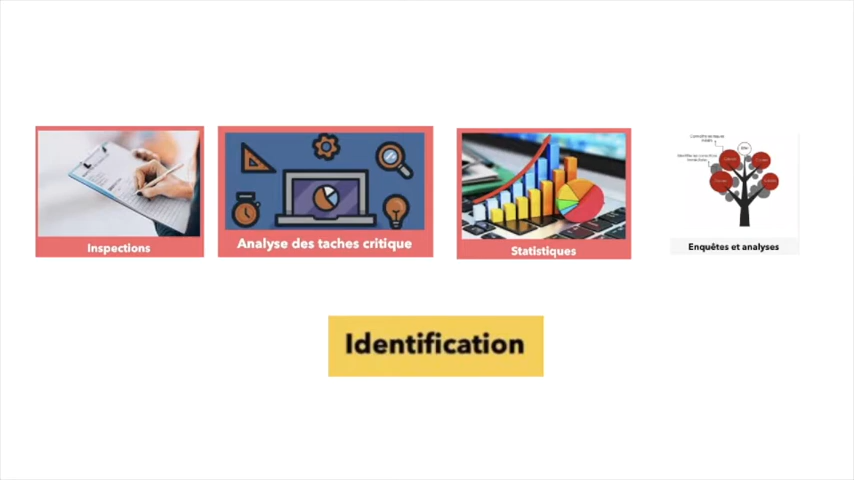 Inspections
Analyse des taches critique
Statistiques
Enquêtes et analyses
Identification